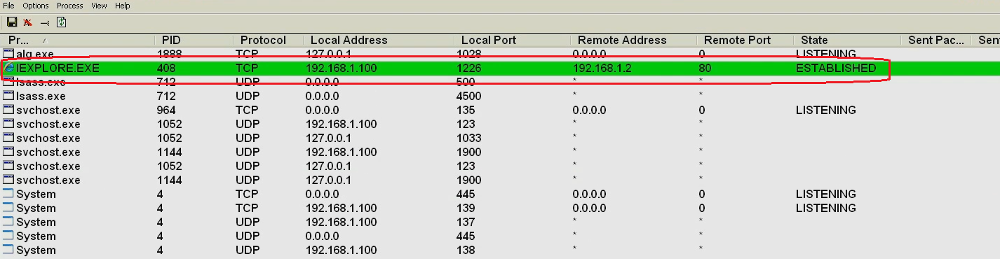 File Options Process View Help
Pr... PID Protocol Local Address Local Port Remote Address Remote Port State Sent Pac... Sent
alg.exe 1888 TCP 127.0.0.1 1028 0.0.0.0 0 LISTENING
IEXPLORE.EXE 408 TCP 192.168.1.100 1226 192.168.1.2 80 ESTABLISHED
lsass.exe 712 UDP 0.0.0.0 500 * *
lsass.exe 712 UDP 0.0.0.0 4500 * *
svchost.exe 964 TCP 0.0.0.0 135 0.0.0.0 0 LISTENING
svchost.exe 1052 UDP 192.168.1.100 123 * *
svchost.exe 1052 UDP 127.0.0.1 1033 * *
svchost.exe 1144 UDP 192.168.1.100 1900 * *
svchost.exe 1052 UDP 127.0.0.1 123 * *
svchost.exe 1144 UDP 127.0.0.1 1900 * *
System 4 TCP 0.0.0.0 445 0.0.0.0 0 LISTENING
System 4 TCP 192.168.1.100 139 0.0.0.0 0 LISTENING
System 4 UDP 192.168.1.100 137 * *
System 4 UDP 0.0.0.0 445 * *
System 4 UDP 192.168.1.100 138 * *